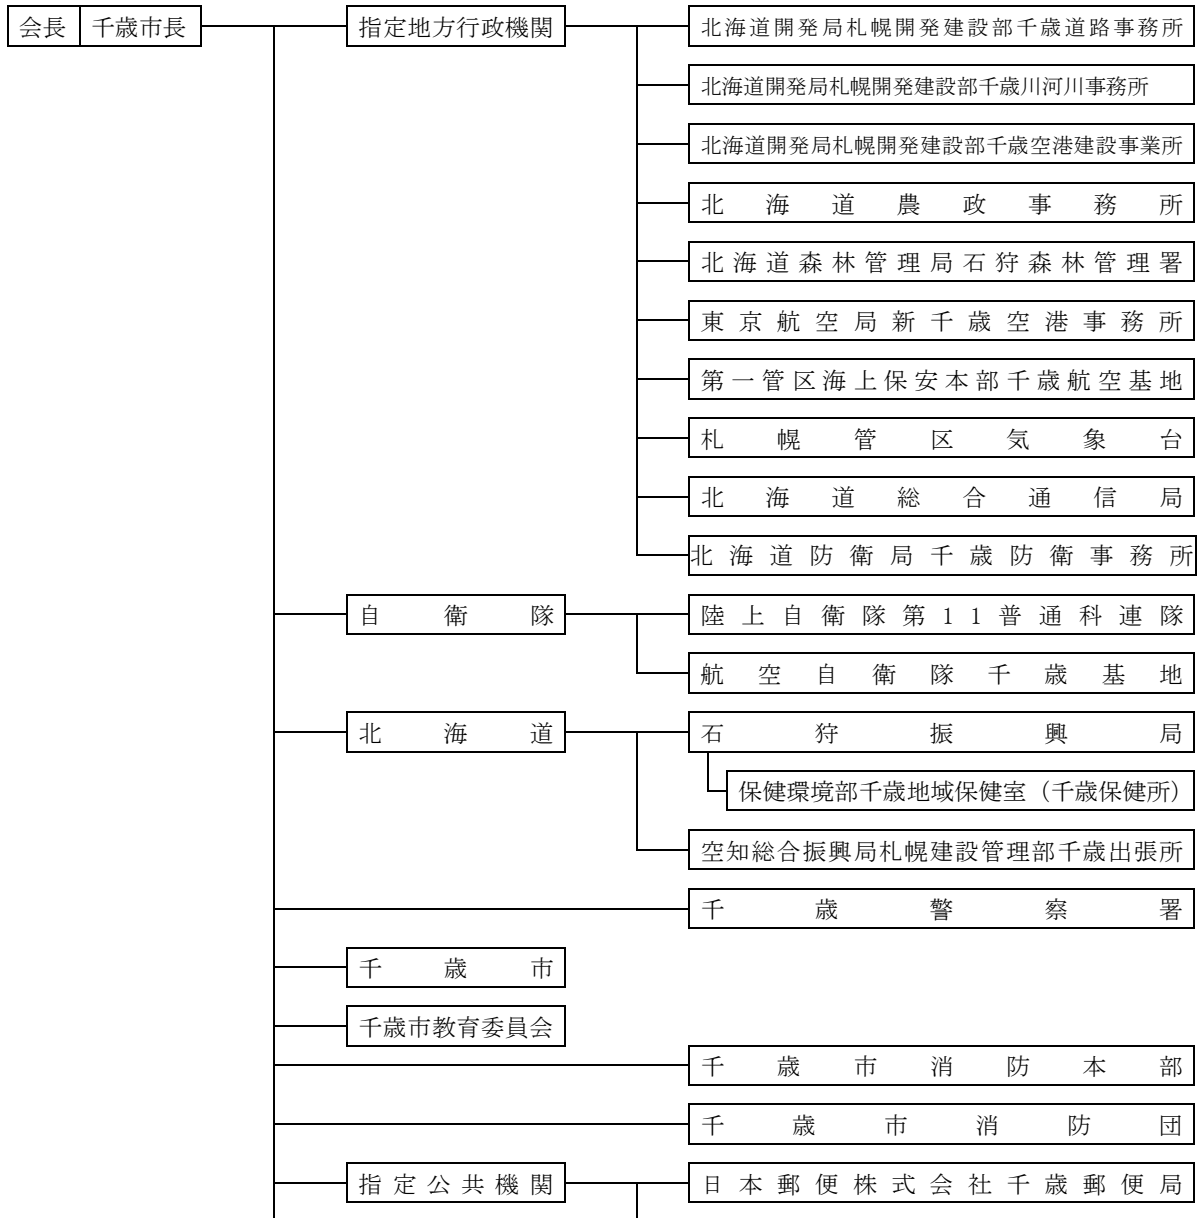 会長 千歳市長 指定地方行政機関 北海道開発局札幌開発建設部千歳道路事務所
北海道開発局札幌開発建設部千歳川河川事務所
北海道開発局札幌開発建設部千歳空港建設事業所
北海道農政事務所
北海道森林管理局石狩森林管理署
東京航空局新千歳空港事務所
第一管区海上保安本部千歳航空基地
札幌管区気象台
北海道総合通信局
北海道防衛局千歳防衛事務所
自衛隊 陸上自衛隊第11普通科連隊
航空自衛隊千歳基地
北海道 石狩振興局
保健環境部千歳地域保健室（千歳保健所）
空知総合振興局札幌建設管理部千歳出張所
千歳警察署
千歳市
千歳市教育委員会
千歳市消防本部
千歳市消防団
指定公共機関 日本郵便株式会社千歳郵便局